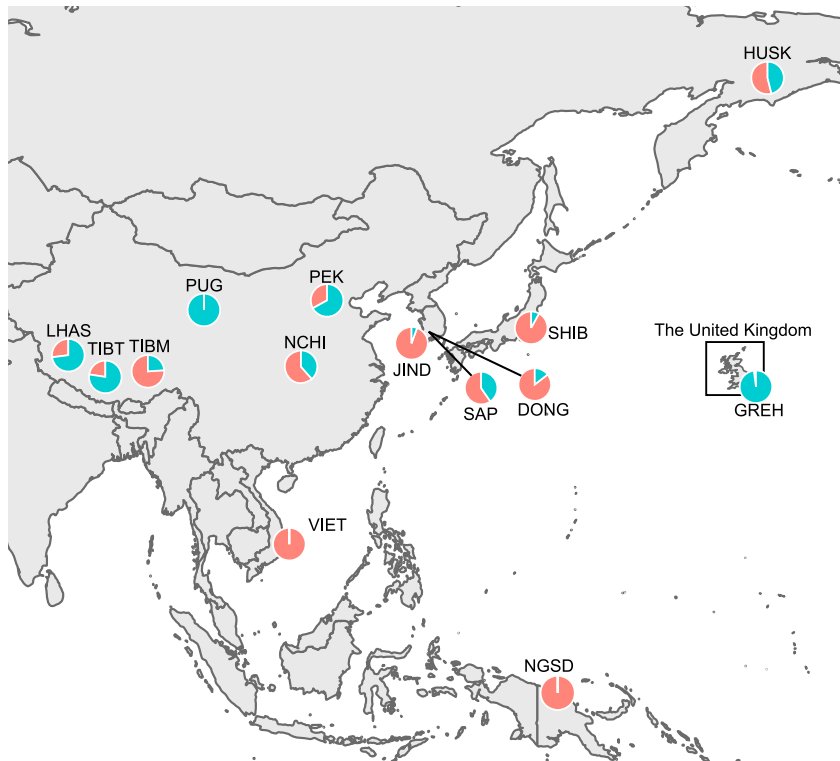 HUSK
PEK
PUG
LHAS
TIBT
TIBM
NCHI
JIND
SHIB
The United Kingdom
SAP
DONG
GREH
VIET
NGSD